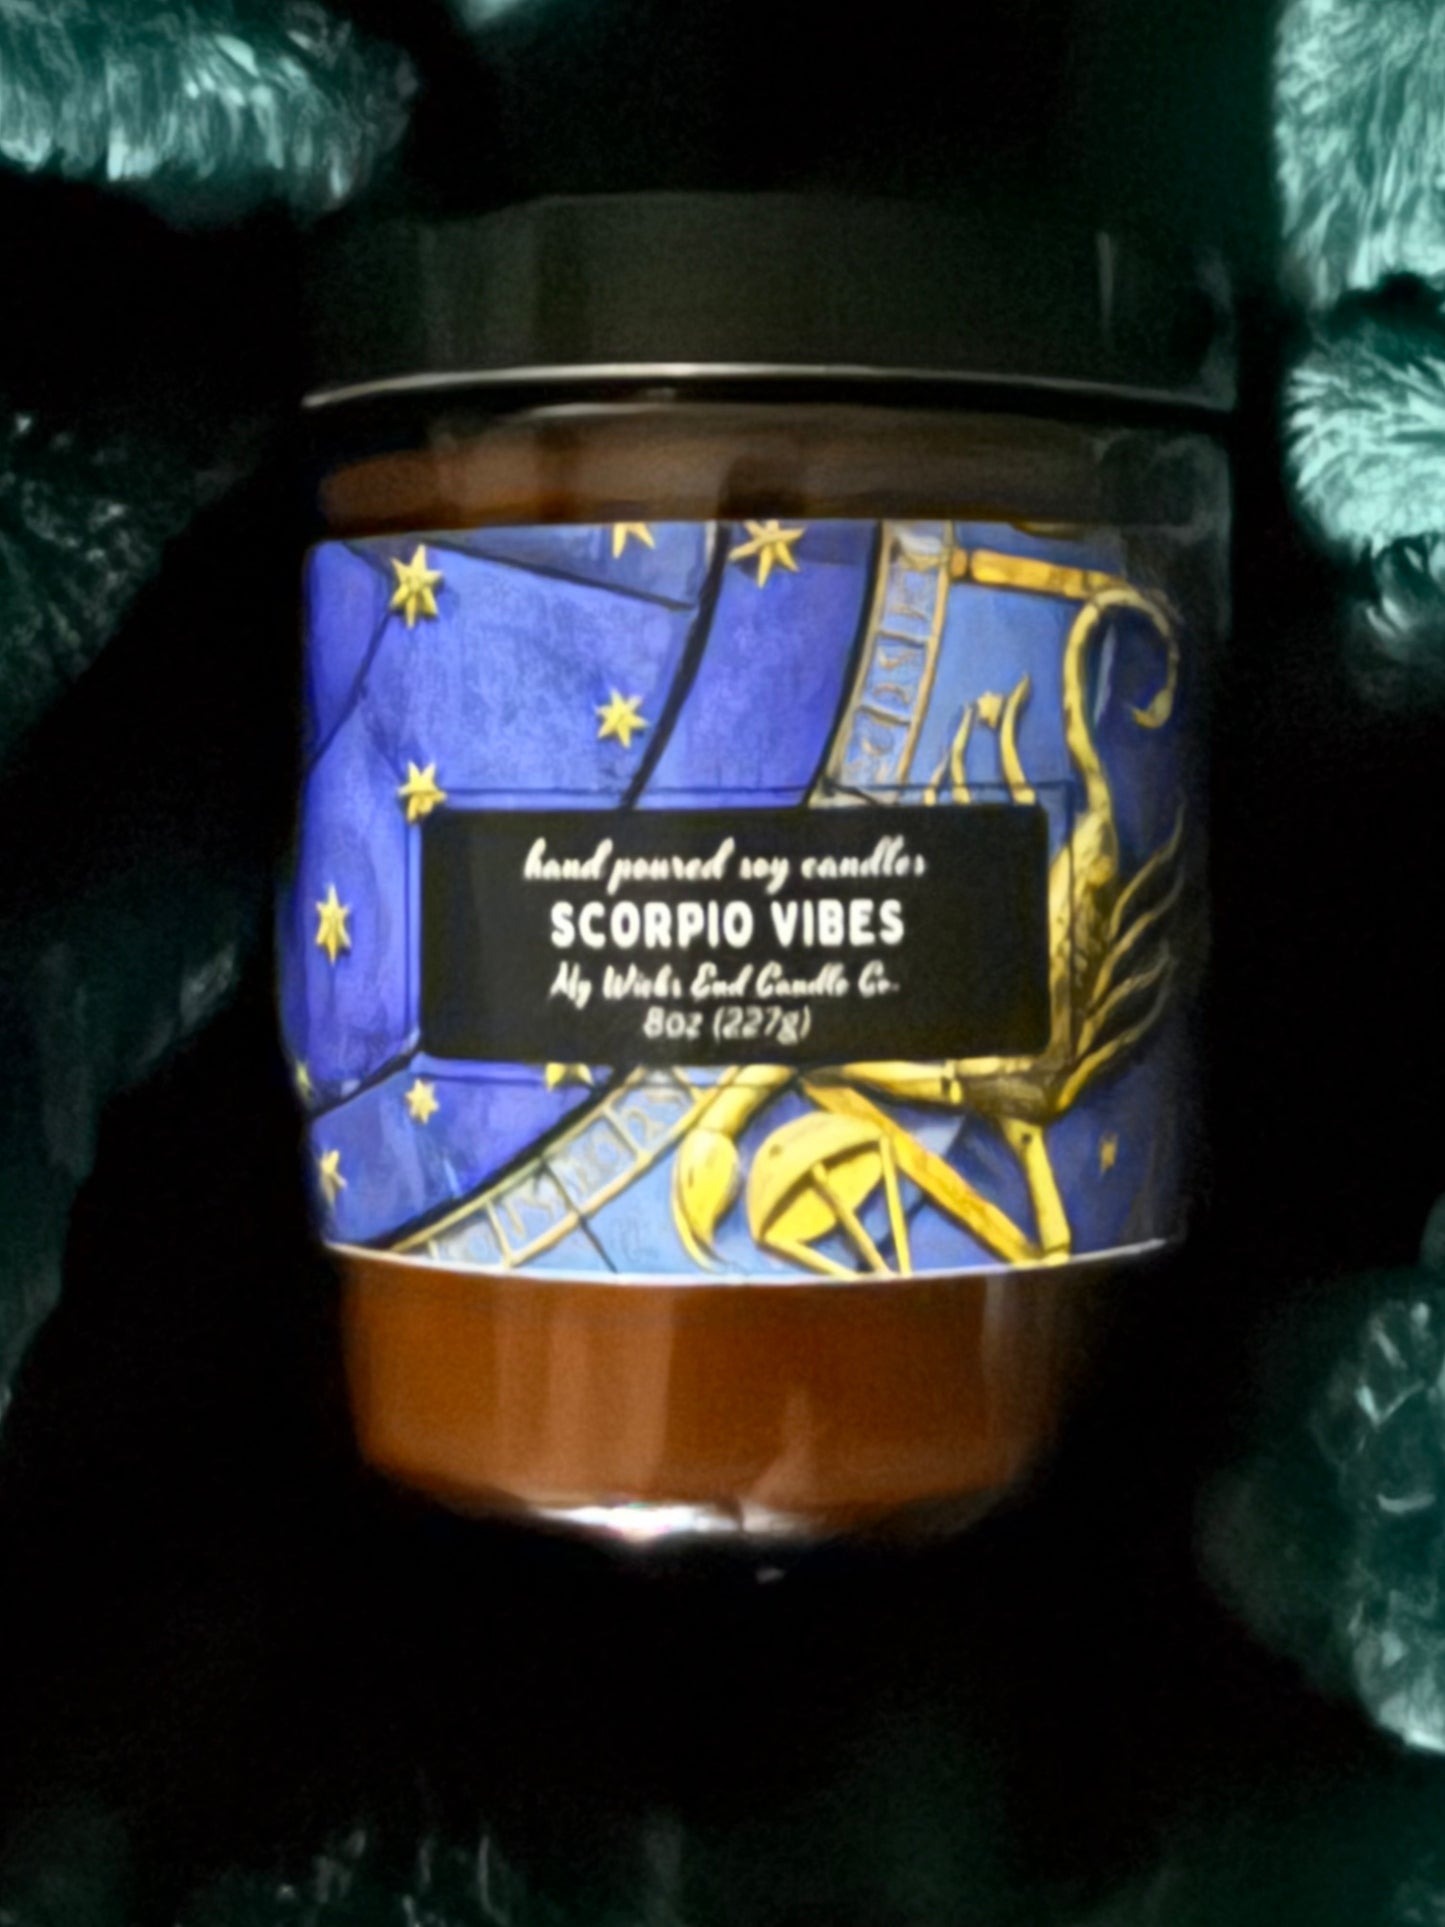 hand poured soy candles
SCORPIO VIBES
My Wick's End Candle Co.
8oz (227g)